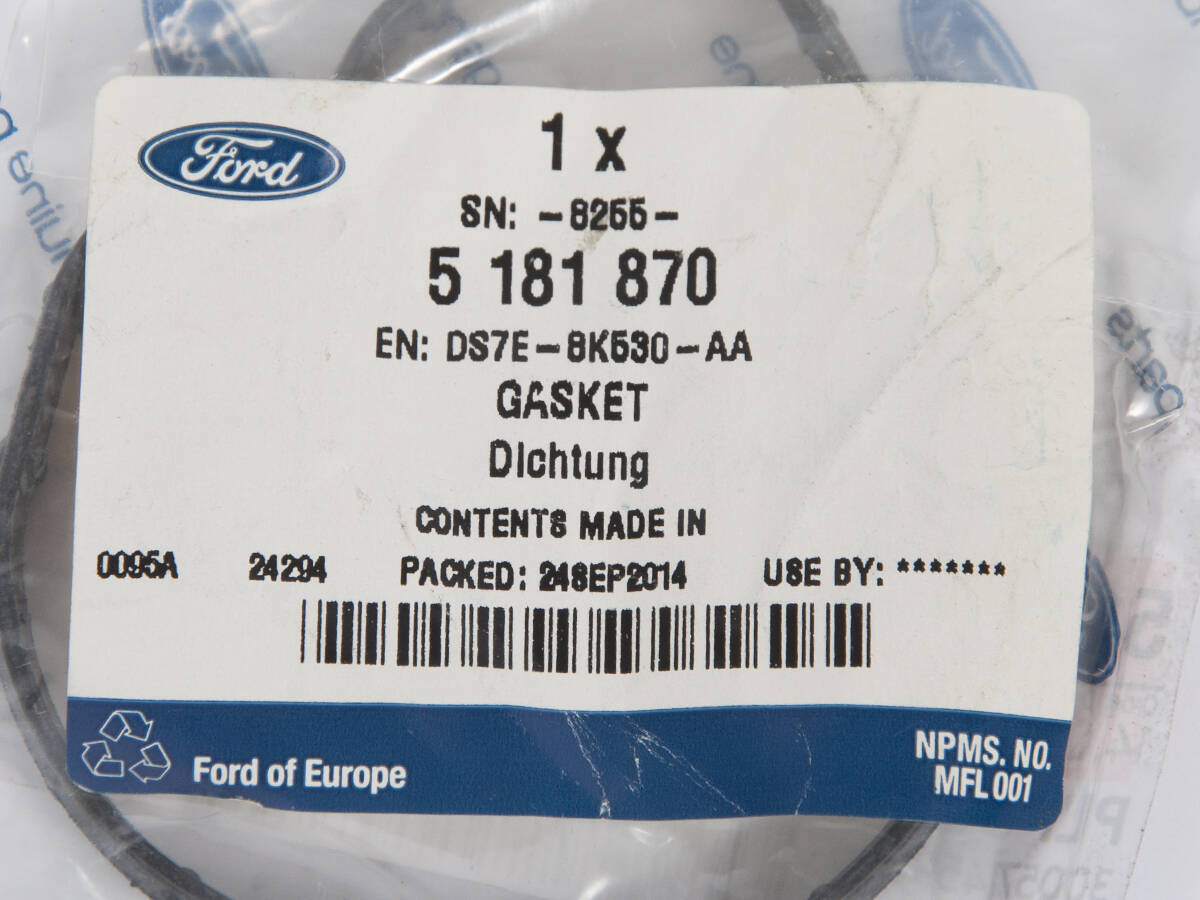 Ford
1 x
SN: -8255-
5 181 870
EN: DS7E-8K530-AA
GASKET
Dichtung
CONTENTS MADE IN
0095A 24294 PACKED: 24SEP2014 USE BY: *******
Ford of Europe
NPMS. NO.
MFL 001
parts